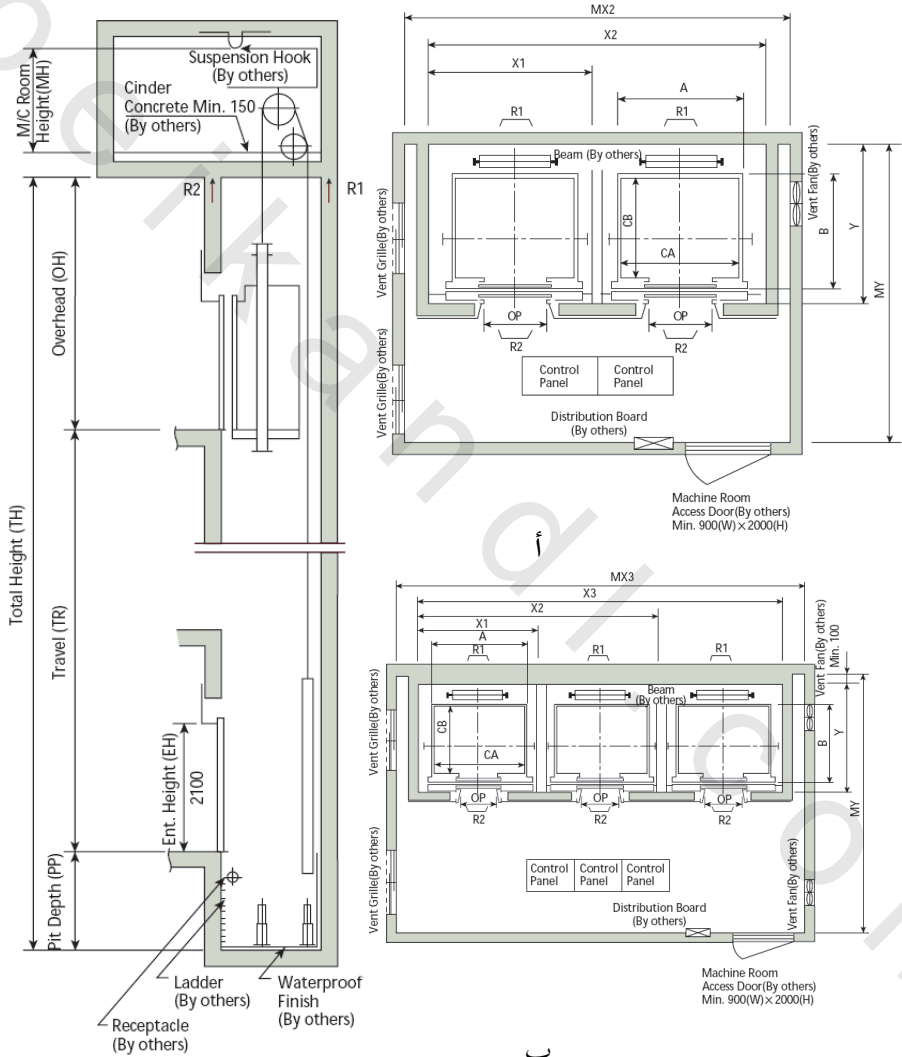 M/C Room
Height(MH)
Suspension Hook
(By others)
Cinder
Concrete Min. 150
(By others)
R2
R1
Overhead (OH)
Total Height (TH)
Travel (TR)
Ent. Height (EH)
2100
Pit Depth (PP)
Ladder
(By others)
Waterproof
Finish
(By others)
Receptacle
(By others)
MX2
X2
X1
A
R1
R1
Beam (By others)
Vent Fan(By others)
Vent Grille(By others)
CB
CA
B
Y
MY
OP
OP
R2
Vent Grille(By others)
Control
Panel
Control
Panel
Distribution Board
(By others)
Machine Room
Access Door(By others)
Min. 900(W)×2000(H)
أ
MX3
X3
X2
X1
A
R1
R1
R1
Vent Fan(By others)
Min. 100
Beam
(By others)
Vent Grille(By others)
CB
CA
B
Y
MY
OP
OP
OP
R2
R2
R2
Vent Grille(By others)
Control
Panel
Control
Panel
Control
Panel
Vent Fan(By others)
Distribution Board
(By others)
Machine Room
Access Door(By others)
Min. 900(W)×2000(H)
ب
oeikandl.com